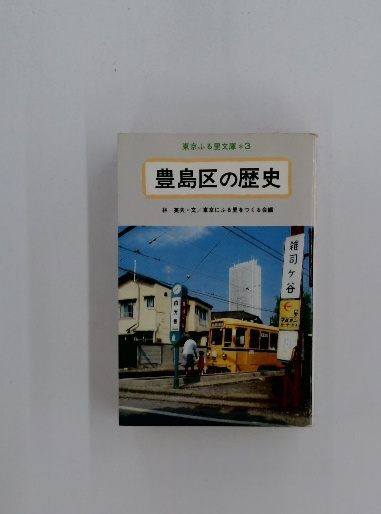 東京ふる里文庫 3
豊島区の歴史
林 英夫・文/東京にふる里をつくる会編
雑司ケ谷